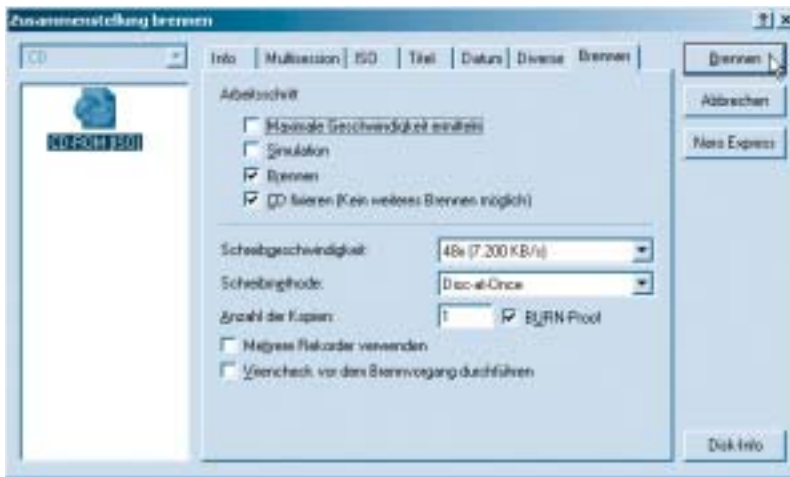 Zusammenstellung brennen
CD
CD-ROM (ISO)
Info Multisession ISO Titel Datum Diverse Brennen
Arbeitsschritt
Maximale Geschwindigkeit ermitteln
Simulation
Brennen
CD fixieren (Kein weiteres Brennen möglich)
Schreibgeschwindigkeit:
48x (7.200 KB/s)
Schreibmethode:
Disc-at-Once
Anzahl der Kopien:
1
BURN-Proof
Mehrere Rekorder verwenden
Virencheck vor dem Brennvorgang durchführen
Brennen
Abbrechen
Nero Express
Disk-Info